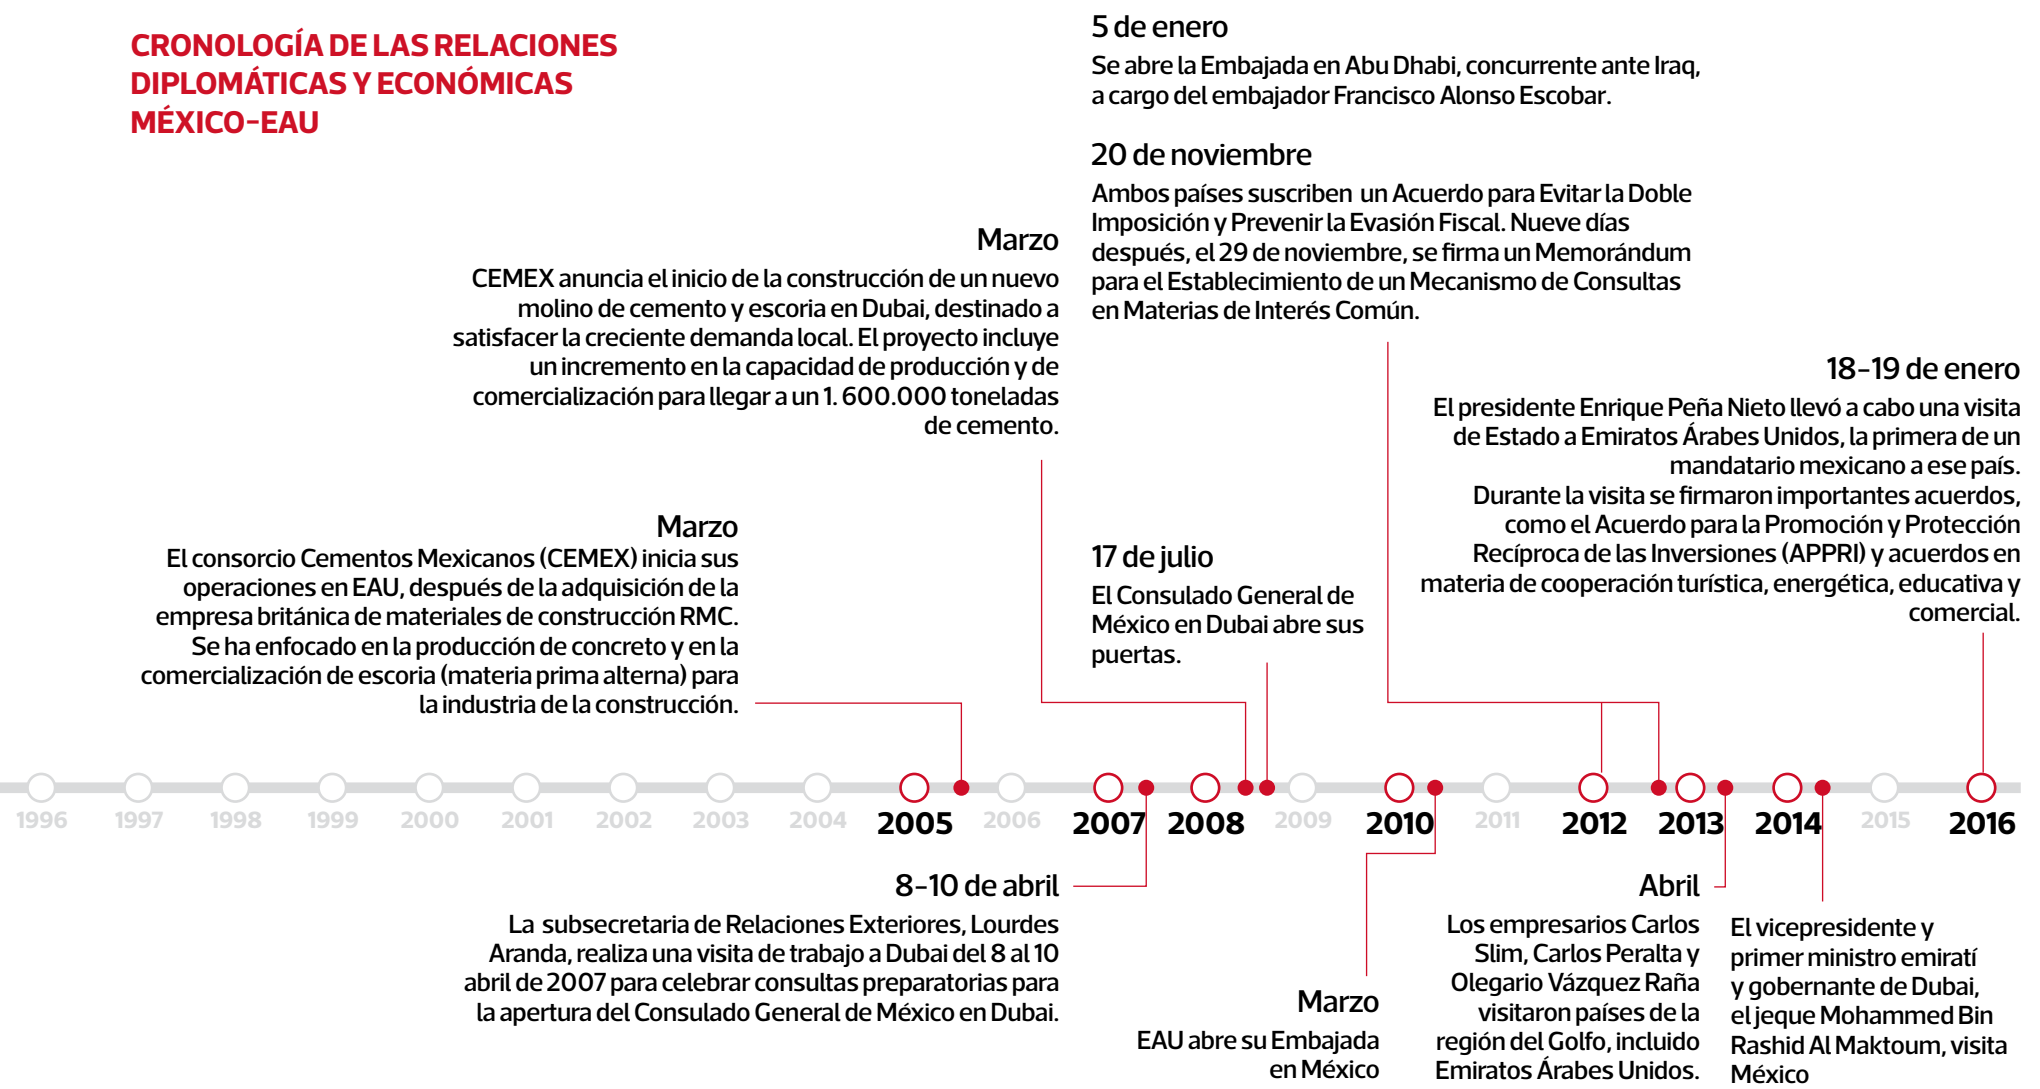 CRONOLOGÍA DE LAS RELACIONES
DIPLOMÁTICAS Y ECONÓMICAS
MÉXICO-EAU
5 de enero
Se abre la Embajada en Abu Dhabi, concurrente ante Iraq,
a cargo del embajador Francisco Alonso Escobar.
20 de noviembre
Ambos países suscriben un Acuerdo para Evitar la Doble
Imposición y Prevenir la Evasión Fiscal. Nueve días
después, el 29 de noviembre, se firma un Memorándum
para el Establecimiento de un Mecanismo de Consultas
en Materias de Interés Común.
Marzo
CEMEX anuncia el inicio de la construcción de un nuevo
molino de cemento y escoria en Dubai, destinado a
satisfacer la creciente demanda local. El proyecto incluye
un incremento en la capacidad de producción y de
comercialización para llegar a un 1. 600.000 toneladas
de cemento.
18-19 de enero
El presidente Enrique Peña Nieto llevó a cabo una visita
de Estado a Emiratos Árabes Unidos, la primera de un
mandatario mexicano a ese país.
Durante la visita se firmaron importantes acuerdos,
como el Acuerdo para la Promoción y Protección
Recíproca de las Inversiones (APPRI) y acuerdos en
materia de cooperación turística, energética, educativa y
comercial.
Marzo
El consorcio Cementos Mexicanos (CEMEX) inicia sus
operaciones en EAU, después de la adquisición de la
empresa británica de materiales de construcción RMC.
Se ha enfocado en la producción de concreto y en la
comercialización de escoria (materia prima alterna) para
la industria de la construcción.
17 de julio
El Consulado General de
México en Dubai abre sus
puertas.
1996 1997 1998 1999 2000 2001 2002 2003 2004 2005 2006 2007 2008 2009 2010 2011 2012 2013 2014 2015 2016
8-10 de abril
La subsecretaria de Relaciones Exteriores, Lourdes
Aranda, realiza una visita de trabajo a Dubai del 8 al 10
abril de 2007 para celebrar consultas preparatorias para
la apertura del Consulado General de México en Dubai.
Marzo
EAU abre su Embajada
en México
Abril
Los empresarios Carlos
Slim, Carlos Peralta y
Olegario Vázquez Raña
visitaron países de la
región del Golfo, incluido
Emiratos Árabes Unidos.
El vicepresidente y
primer ministro emiratí
y gobernante de Dubai,
el jeque Mohammed Bin
Rashid Al Maktoum, visita
México